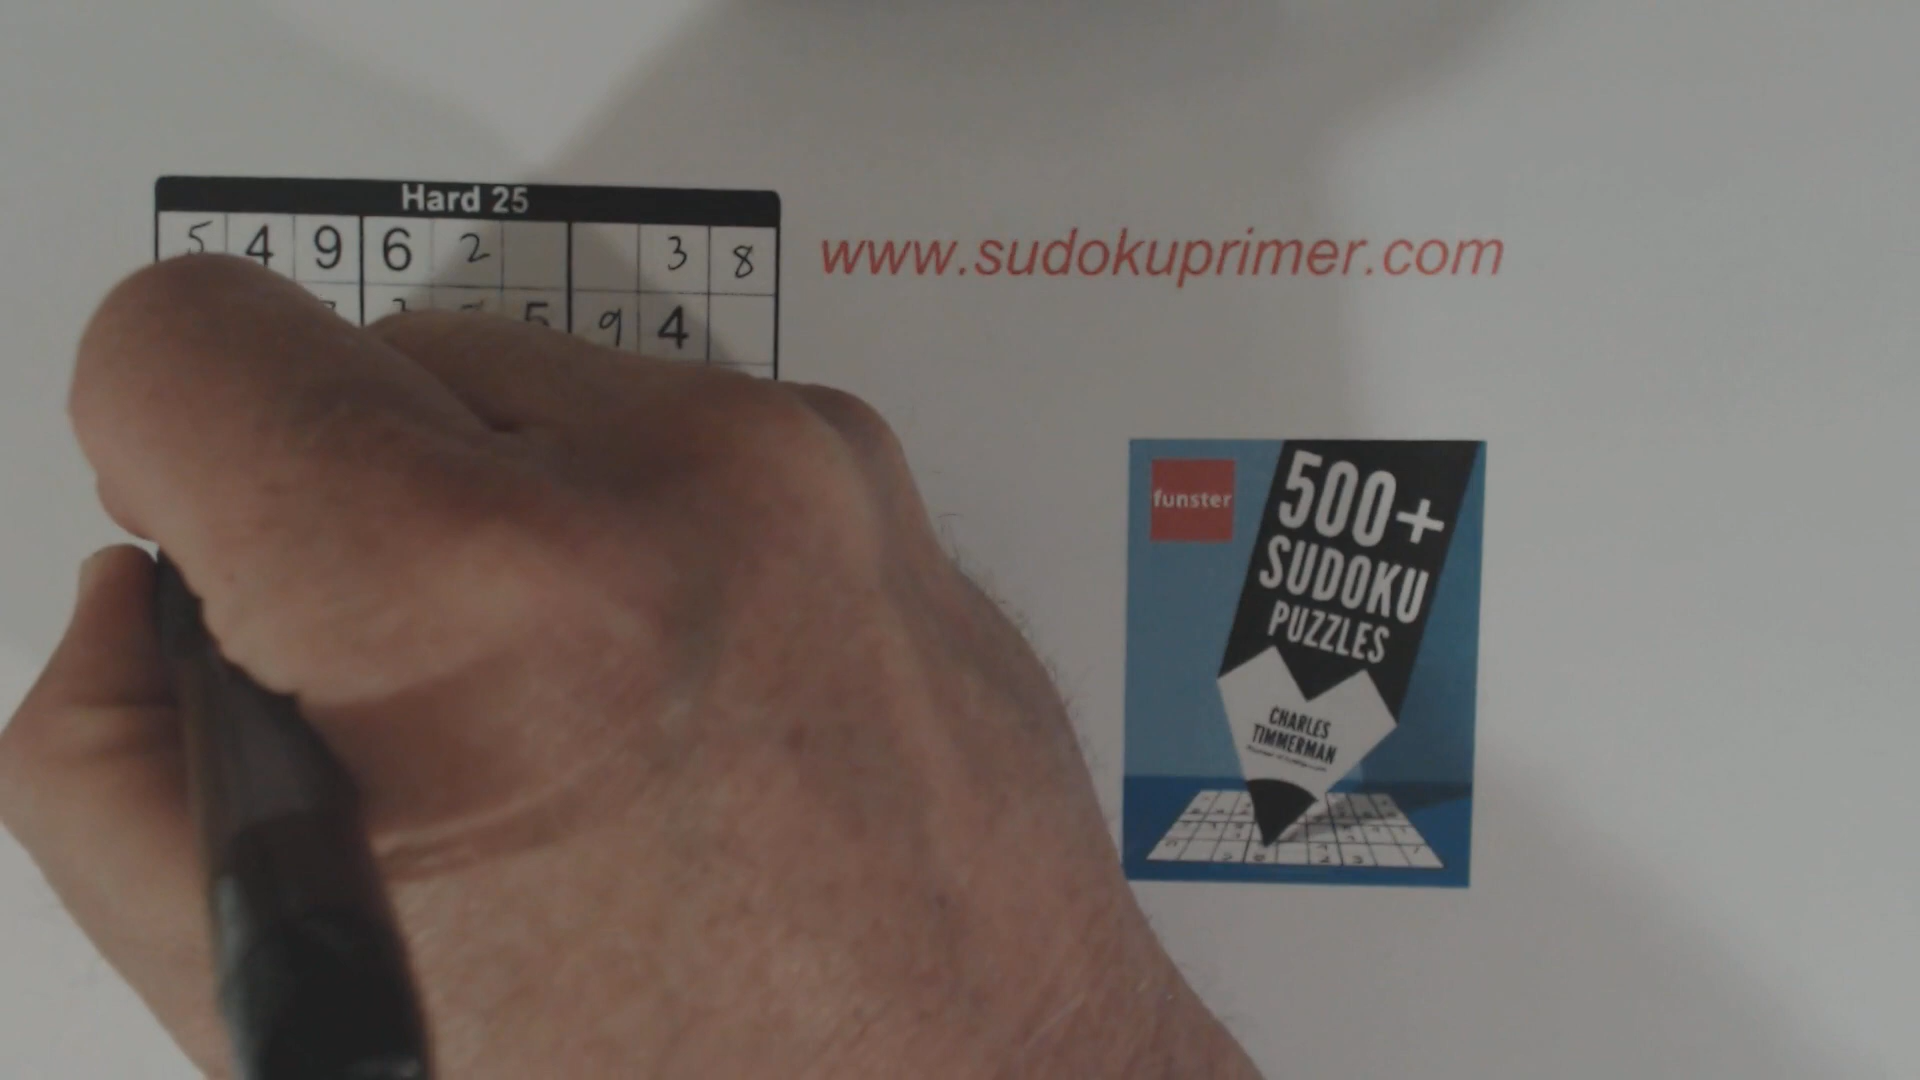 Hard 25
5 4 9 6 2 3 8
5 9 4
www.sudokuprimer.com
funster
500+
SUDOKU
PUZZLES
CHARLES
TIMMERMAN